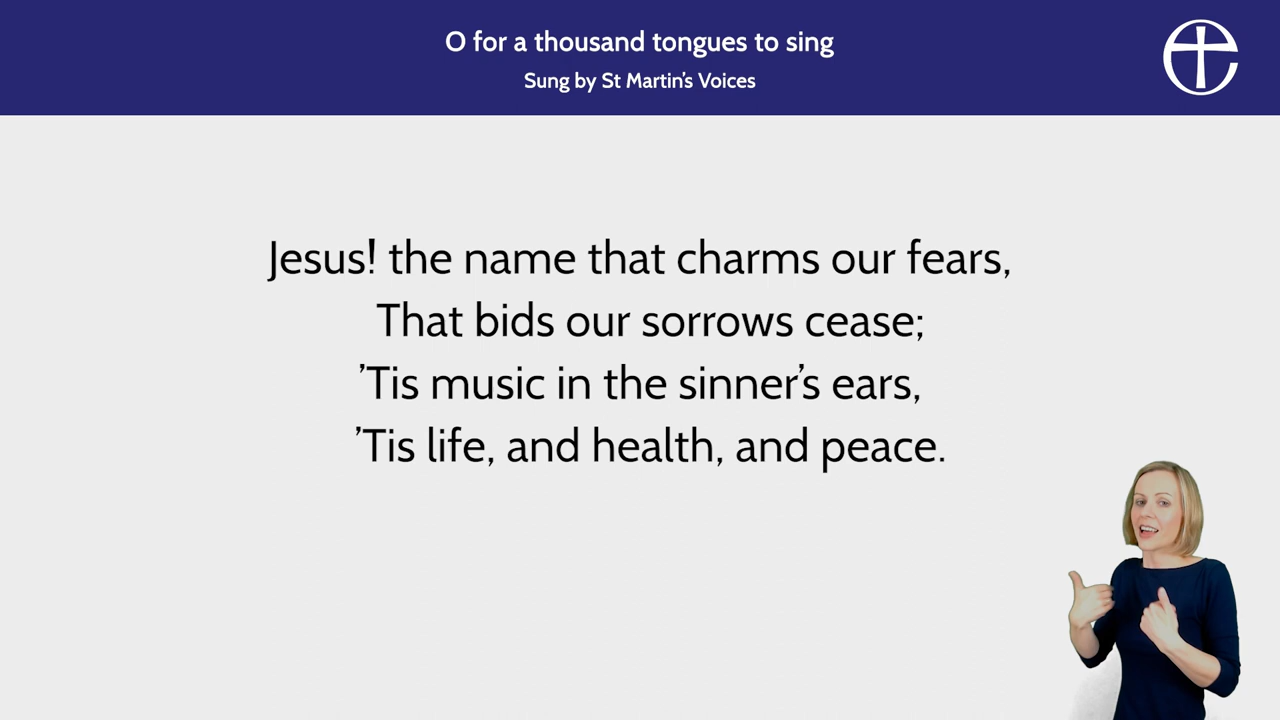 O for a thousand tongues to sing
Sung by St Martin's Voices
Jesus! the name that charms our fears,
That bids our sorrows cease;
’Tis music in the sinner’s ears,
’Tis life, and health, and peace.